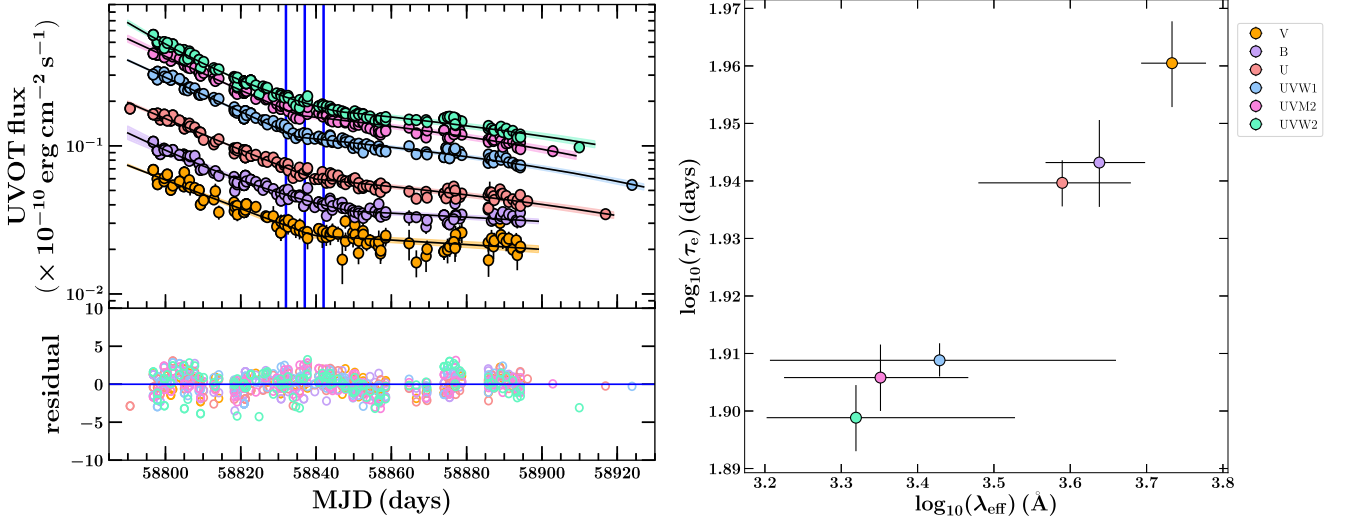 UVOT flux
(× 10⁻¹⁰ erg cm⁻² s⁻¹)
10⁻¹
10⁻²
residual
10
5
0
−5
−10
58800 58820 58840 58860 58880 58900 58920
MJD (days)
log₁₀(τₑ) (days)
1.97
1.96
1.95
1.94
1.93
1.92
1.91
1.90
1.89
3.2 3.3 3.4 3.5 3.6 3.7 3.8
log₁₀(λ_eff) (Å)
V
B
U
UVW1
UVM2
UVW2